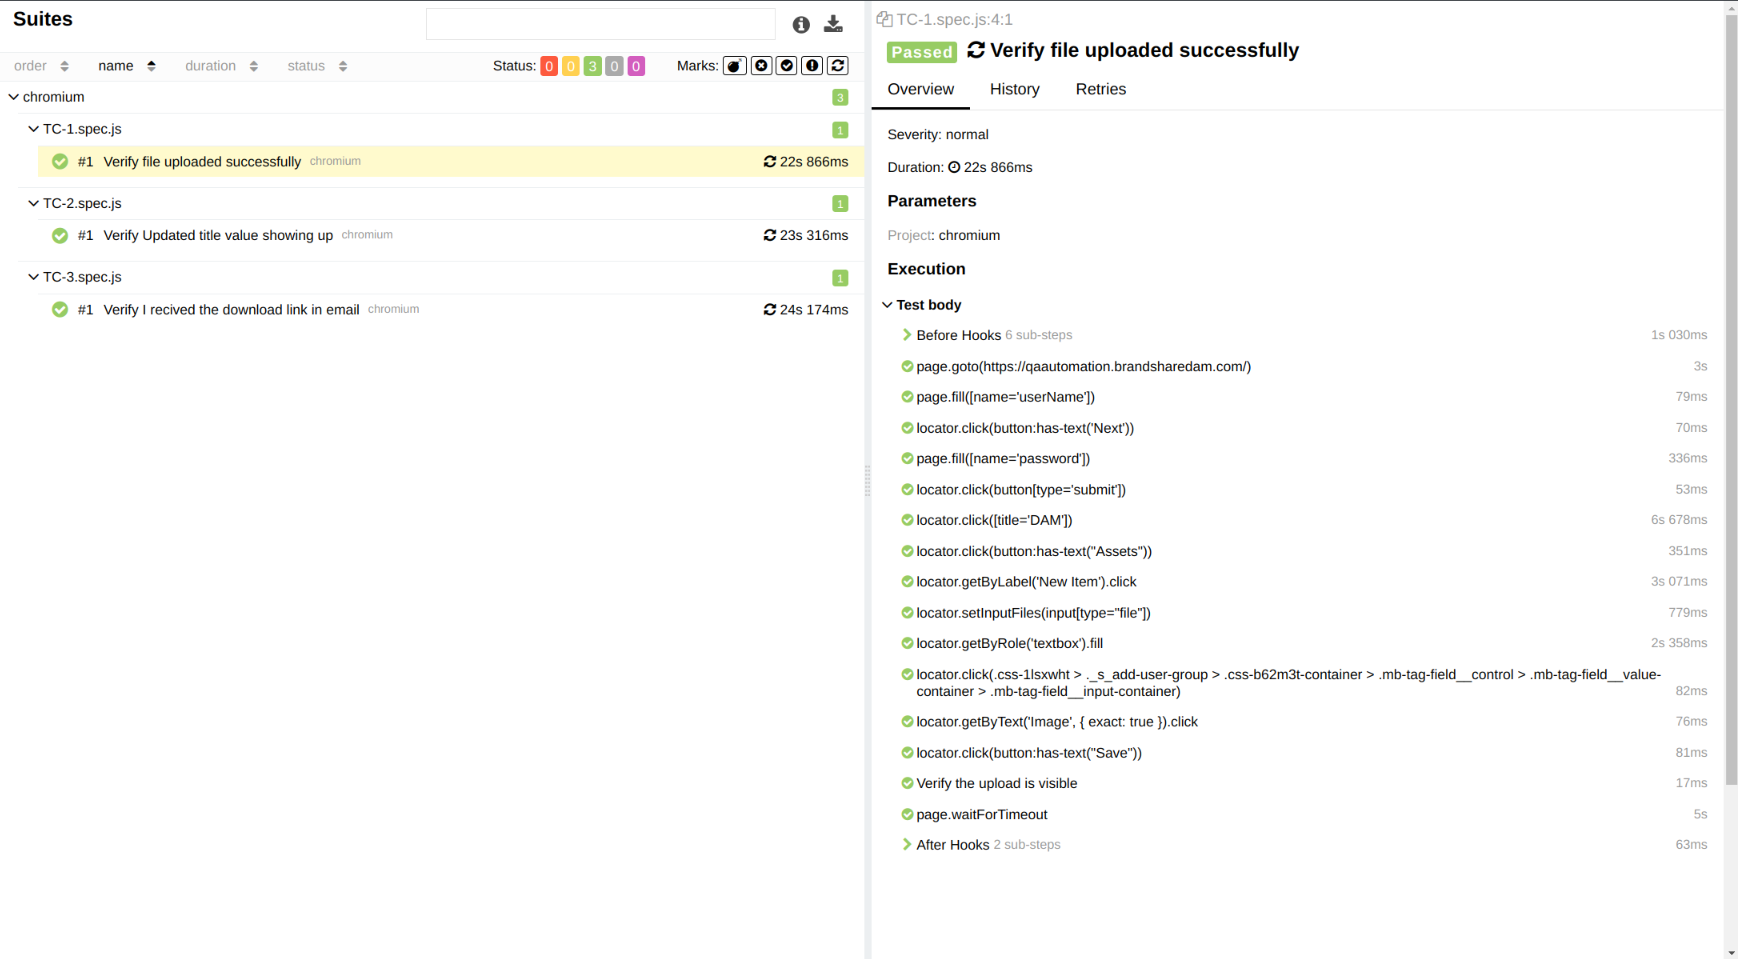 Suites
order name duration status Status: 0 0 3 0 0 Marks:
chromium 3
TC-1.spec.js 1
#1 Verify file uploaded successfully chromium 22s 866ms
TC-2.spec.js 1
#1 Verify Updated title value showing up chromium 23s 316ms
TC-3.spec.js 1
#1 Verify I recived the download link in email chromium 24s 174ms
TC-1.spec.js:4:1
Passed Verify file uploaded successfully
Overview History Retries
Severity: normal
Duration: 22s 866ms
Parameters
Project: chromium
Execution
Test body
Before Hooks 6 sub-steps 1s 030ms
page.goto(https://qaautomation.brandsharedam.com/) 3s
page.fill([name='userName']) 79ms
locator.click(button:has-text('Next')) 70ms
page.fill([name='password']) 336ms
locator.click(button[type='submit']) 53ms
locator.click([title='DAM']) 6s 678ms
locator.click(button:has-text("Assets")) 351ms
locator.getByLabel('New Item').click 3s 071ms
locator.setInputFiles(input[type="file"]) 779ms
locator.getByRole('textbox').fill 2s 358ms
locator.click(.css-1lsxwht > ._s_add-user-group > .css-b62m3t-container > .mb-tag-field__control > .mb-tag-field__value-
container > .mb-tag-field__input-container) 82ms
locator.getByText('Image', { exact: true }).click 76ms
locator.click(button:has-text("Save")) 81ms
Verify the upload is visible 17ms
page.waitForTimeout 5s
After Hooks 2 sub-steps 63ms